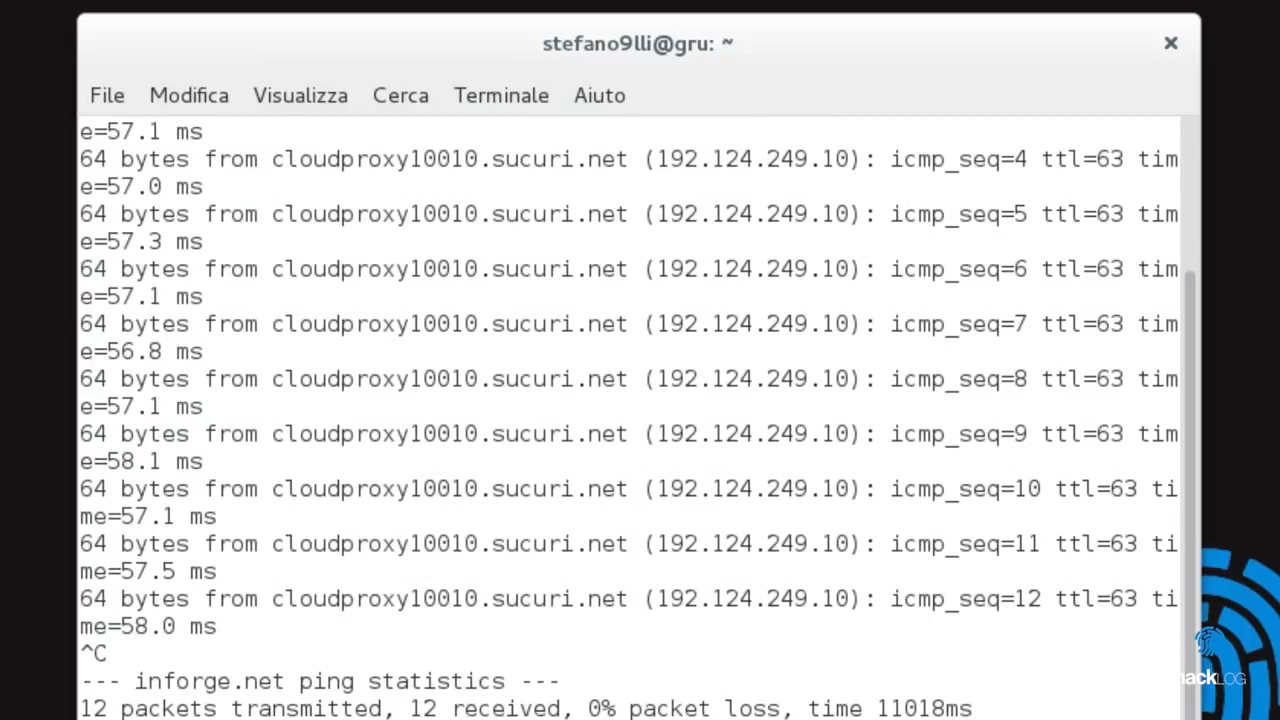 stefano9lli@gru: ~
File Modifica Visualizza Cerca Terminale Aiuto
e=57.1 ms
64 bytes from cloudproxy10010.sucuri.net (192.124.249.10): icmp_seq=4 ttl=63 tim
e=57.0 ms
64 bytes from cloudproxy10010.sucuri.net (192.124.249.10): icmp_seq=5 ttl=63 tim
e=57.3 ms
64 bytes from cloudproxy10010.sucuri.net (192.124.249.10): icmp_seq=6 ttl=63 tim
e=57.1 ms
64 bytes from cloudproxy10010.sucuri.net (192.124.249.10): icmp_seq=7 ttl=63 tim
e=56.8 ms
64 bytes from cloudproxy10010.sucuri.net (192.124.249.10): icmp_seq=8 ttl=63 tim
e=57.1 ms
64 bytes from cloudproxy10010.sucuri.net (192.124.249.10): icmp_seq=9 ttl=63 tim
e=58.1 ms
64 bytes from cloudproxy10010.sucuri.net (192.124.249.10): icmp_seq=10 ttl=63 ti
me=57.1 ms
64 bytes from cloudproxy10010.sucuri.net (192.124.249.10): icmp_seq=11 ttl=63 ti
me=57.5 ms
64 bytes from cloudproxy10010.sucuri.net (192.124.249.10): icmp_seq=12 ttl=63 ti
me=58.0 ms
^C
--- inforge.net ping statistics ---
12 packets transmitted, 12 received, 0% packet loss, time 11018ms
hackLOG